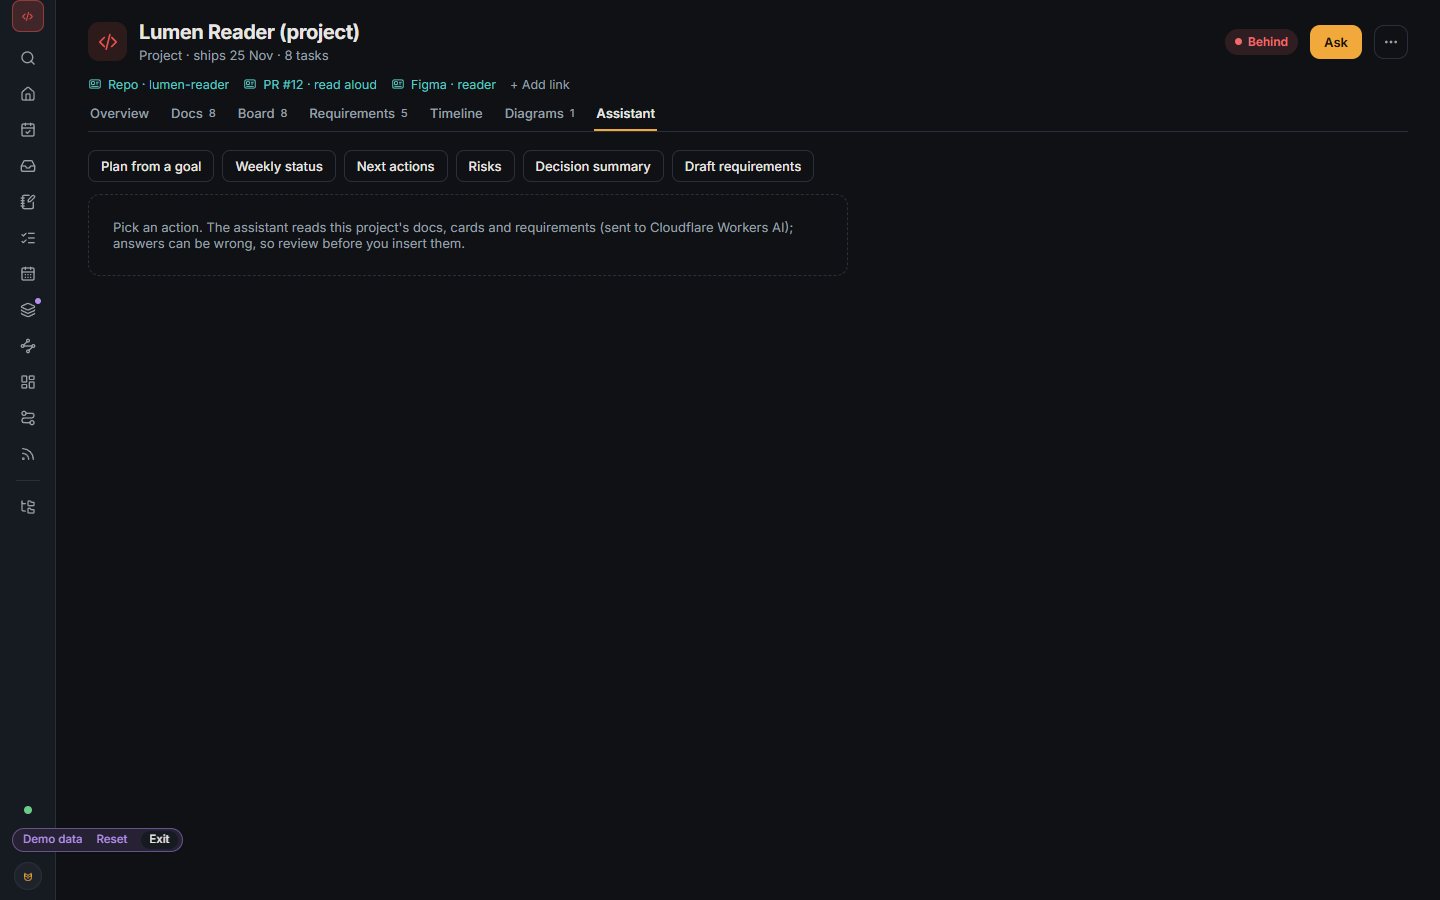 Lumen Reader (project)
Project · ships 25 Nov · 8 tasks
Behind
Ask
Repo · lumen-reader
PR #12 · read aloud
Figma · reader
+ Add link
Overview
Docs 8
Board 8
Requirements 5
Timeline
Diagrams 1
Assistant
Plan from a goal
Weekly status
Next actions
Risks
Decision summary
Draft requirements
Pick an action. The assistant reads this project's docs, cards and requirements (sent to Cloudflare Workers AI);
answers can be wrong, so review before you insert them.
Demo data
Reset
Exit